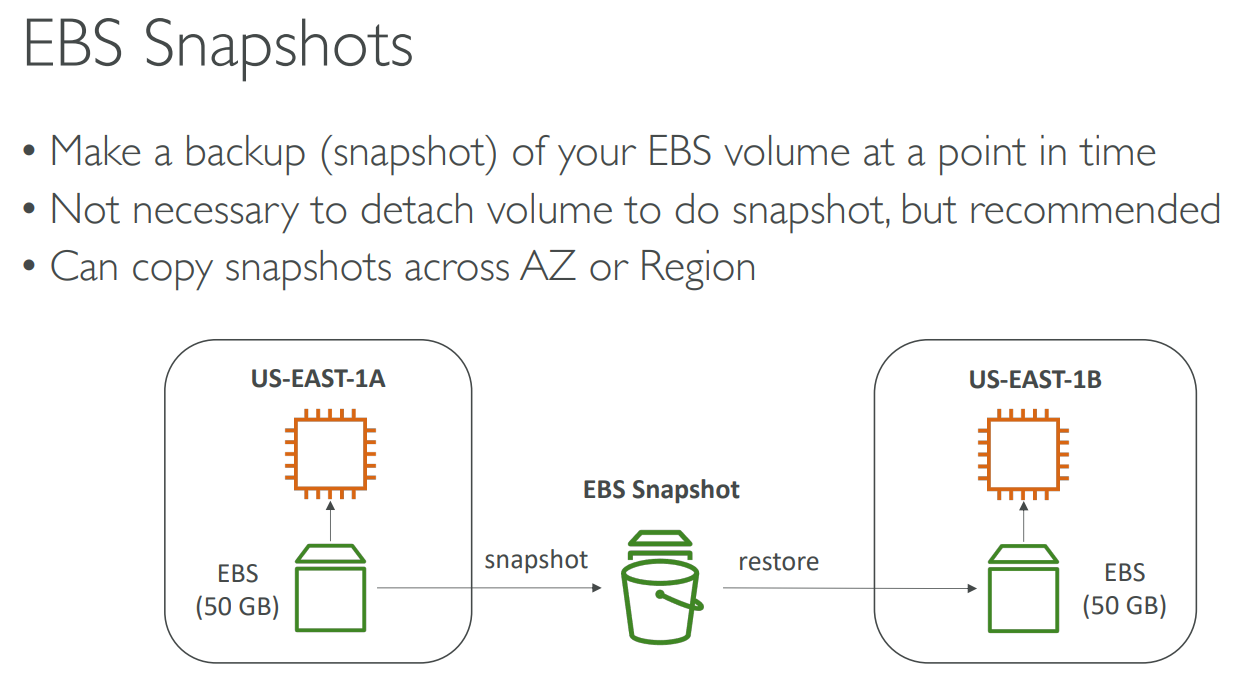 EBS Snapshots
• Make a backup (snapshot) of your EBS volume at a point in time
• Not necessary to detach volume to do snapshot, but recommended
• Can copy snapshots across AZ or Region
US-EAST-1A
US-EAST-1B
EBS Snapshot
snapshot
restore
EBS
(50 GB)
EBS
(50 GB)